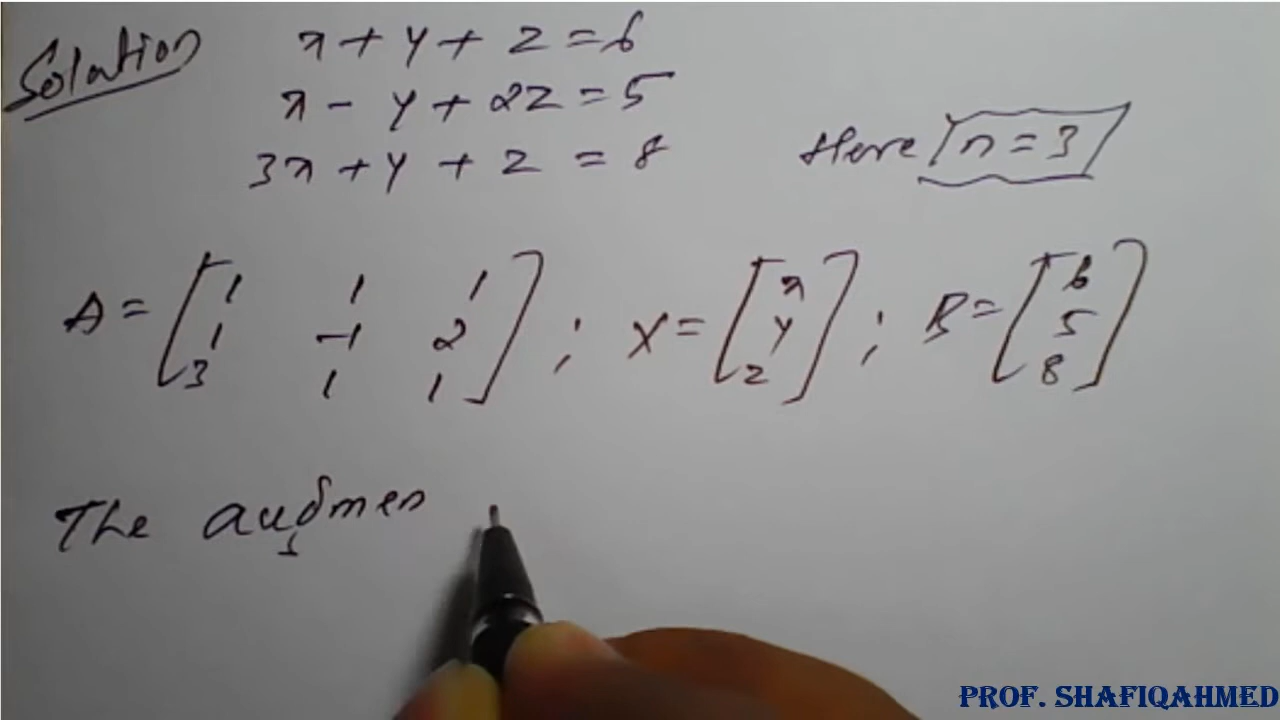 Solution
x + y + z = 6
x - y + 2z = 5
3x + y + z = 8
Here n = 3
A = [1 1 1; 1 -1 2; 3 1 1] ; X = [x; y; z] ; B = [6; 5; 8]
The augmen
PROF. SHAFIQAHMED